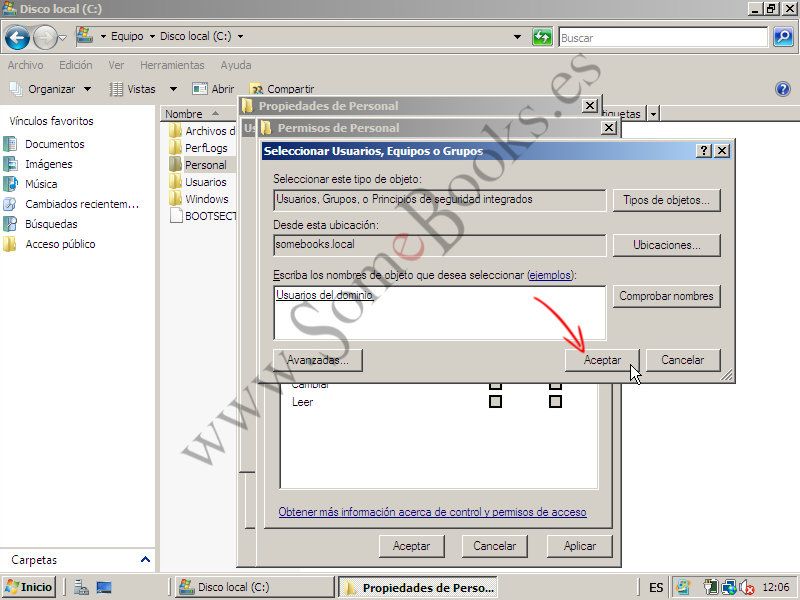 Disco local (C:)
Equipo
Disco local (C:)
Buscar
Archivo Edición Ver Herramientas Ayuda
Organizar Vistas Abrir Compartir
Vínculos favoritos
Documentos
Imágenes
Música
Cambiados recientem...
Búsquedas
Acceso público
Carpetas
Nombre
Archivos d
PerfLogs
Personal
Usuarios
Windows
BOOTSECT
Propiedades de Personal
Permisos de Personal
Seleccionar Usuarios, Equipos o Grupos
Seleccionar este tipo de objeto:
Usuarios, Grupos, o Principios de seguridad integrados
Tipos de objetos...
Desde esta ubicación:
somebooks.local
Ubicaciones...
Escriba los nombres de objeto que desea seleccionar (ejemplos):
Usuarios del dominio
Comprobar nombres
Avanzadas...
Aceptar
Cancelar
Cambiar
Leer
Obtener más información acerca de control y permisos de acceso
Aceptar Cancelar Aplicar
Inicio
Disco local (C:)
Propiedades de Perso...
ES
12:06
www.SomeBooks.es